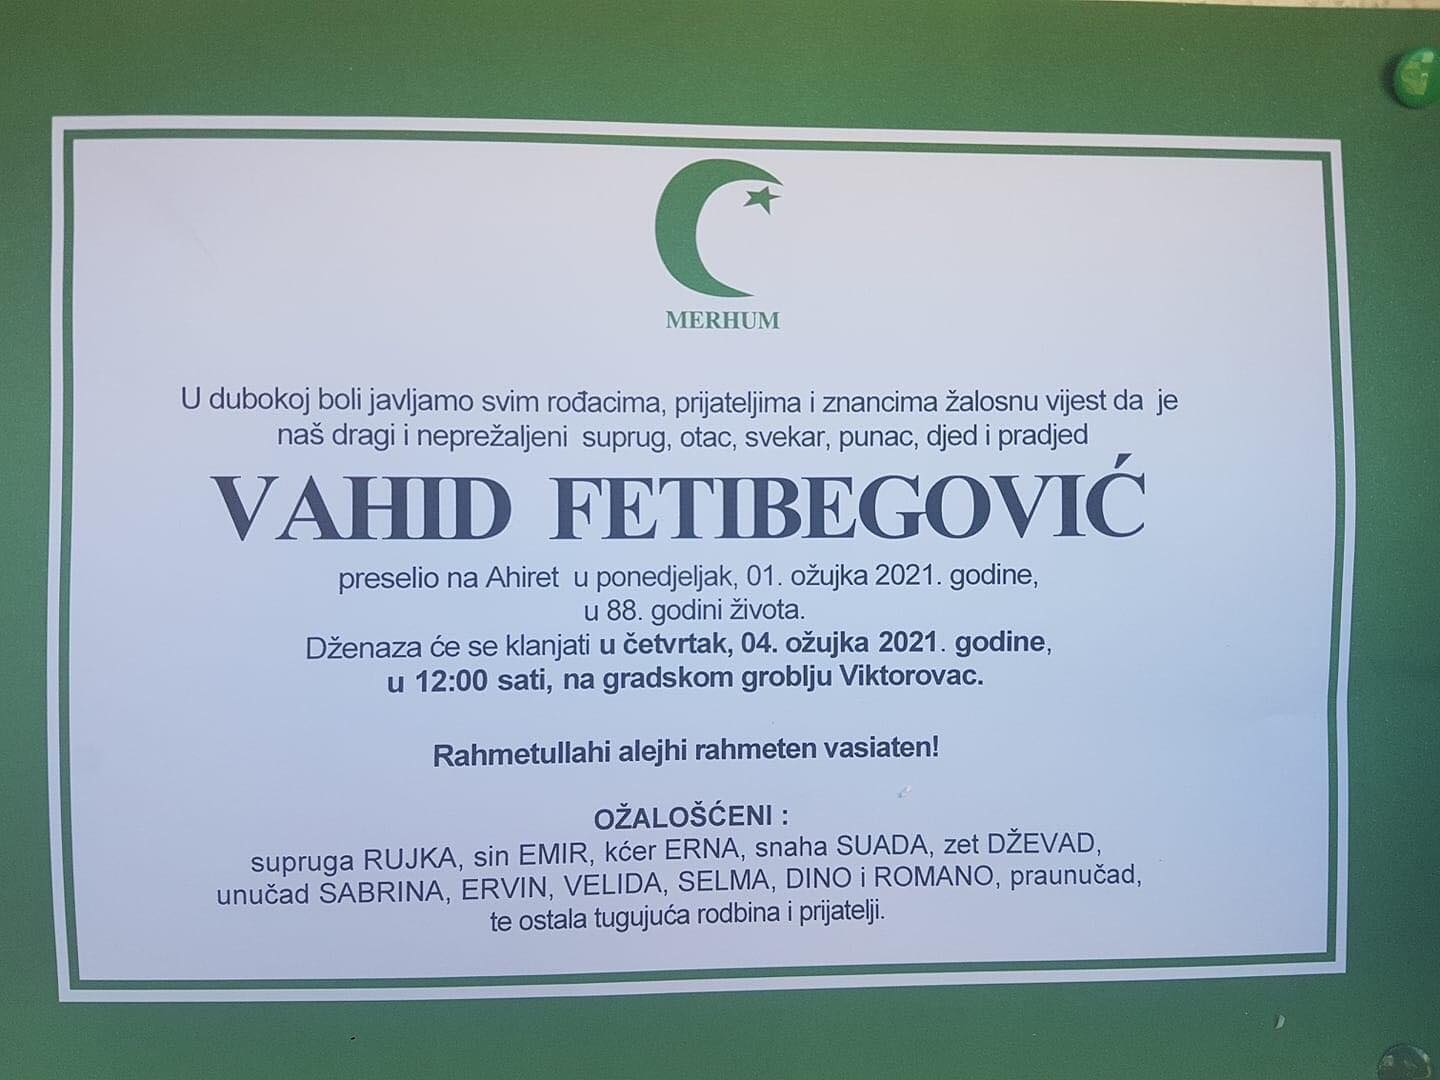 MERHUM
U dubokoj boli javljamo svim rođacima, prijateljima i znancima žalosnu vijest da je
naš dragi i neprežaljeni suprug, otac, svekar, punac, djed i pradjed
VAHID FETIBEGOVIĆ
preselio na Ahiret u ponedjeljak, 01. ožujka 2021. godine,
u 88. godini života.
Dženaza će se klanjati u četvrtak, 04. ožujka 2021. godine,
u 12:00 sati, na gradskom groblju Viktorovac.
Rahmetullahi alejhi rahmeten vasiaten!
OŽALOŠĆENI :
supruga RUJKA, sin EMIR, kćer ERNA, snaha SUADA, zet DŽEVAD,
unučad SABRINA, ERVIN, VELIDA, SELMA, DINO i ROMANO, praunučad,
te ostala tugujuća rodbina i prijatelji.